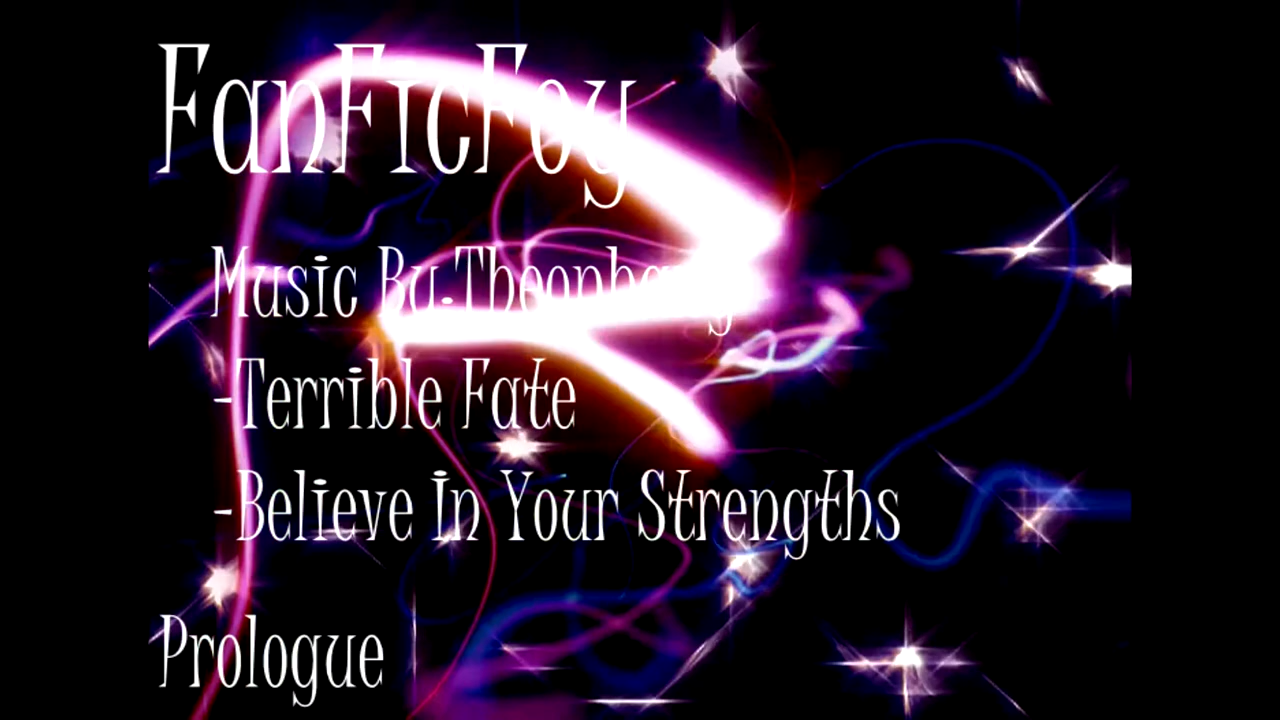 FanFicFoy
Music By:
-Terrible Fate
-Believe In Your Strengths
Prologue